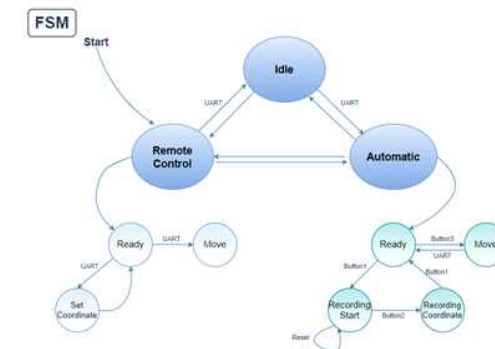 FSM
Start
Idle
UART
UART
Remote
Control
Automatic
Ready
UART
Move
UART
Set
Coordinate
Ready
Button3
UART
Move
Button1
Button1
Recording
Start
Button2
Recording
Coordinate
Reset